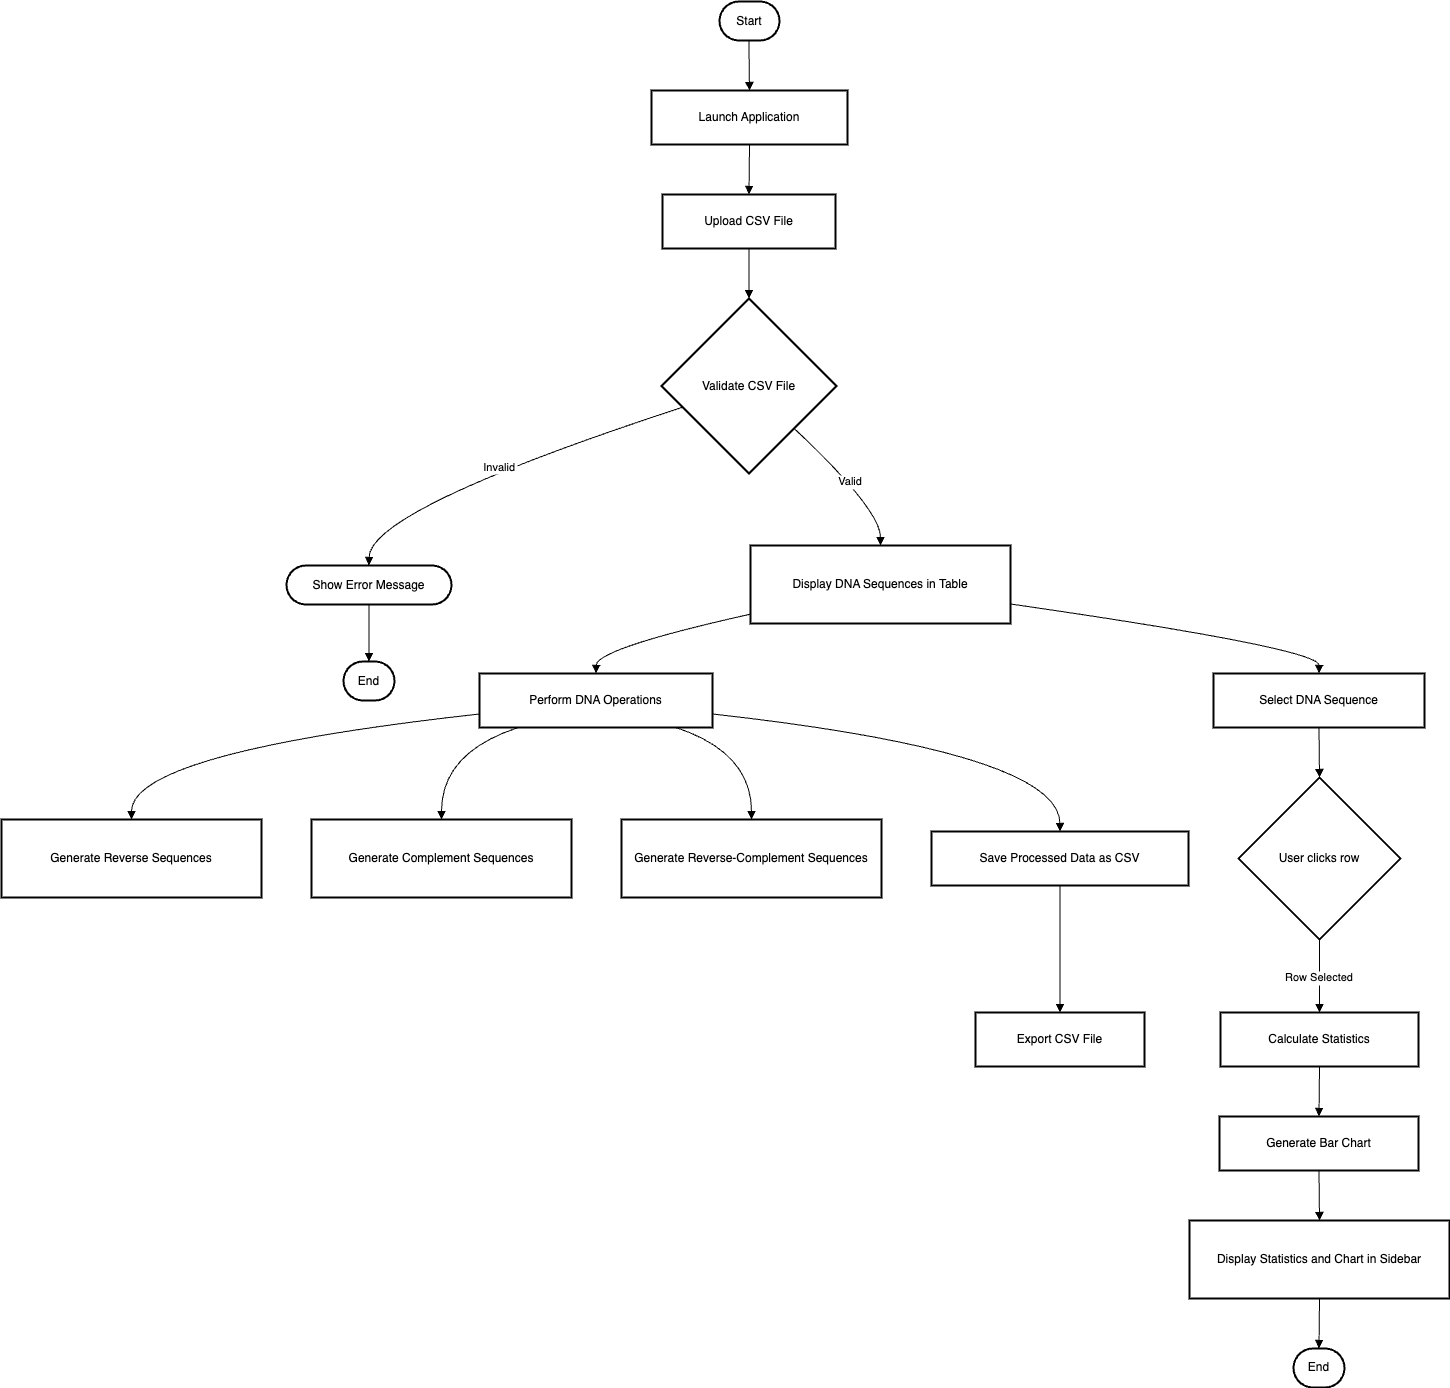 Start
Launch Application
Upload CSV File
Validate CSV File
Invalid
Valid
Show Error Message
Display DNA Sequences in Table
End
Perform DNA Operations
Select DNA Sequence
Generate Reverse Sequences
Generate Complement Sequences
Generate Reverse-Complement Sequences
Save Processed Data as CSV
User clicks row
Row Selected
Export CSV File
Calculate Statistics
Generate Bar Chart
Display Statistics and Chart in Sidebar
End